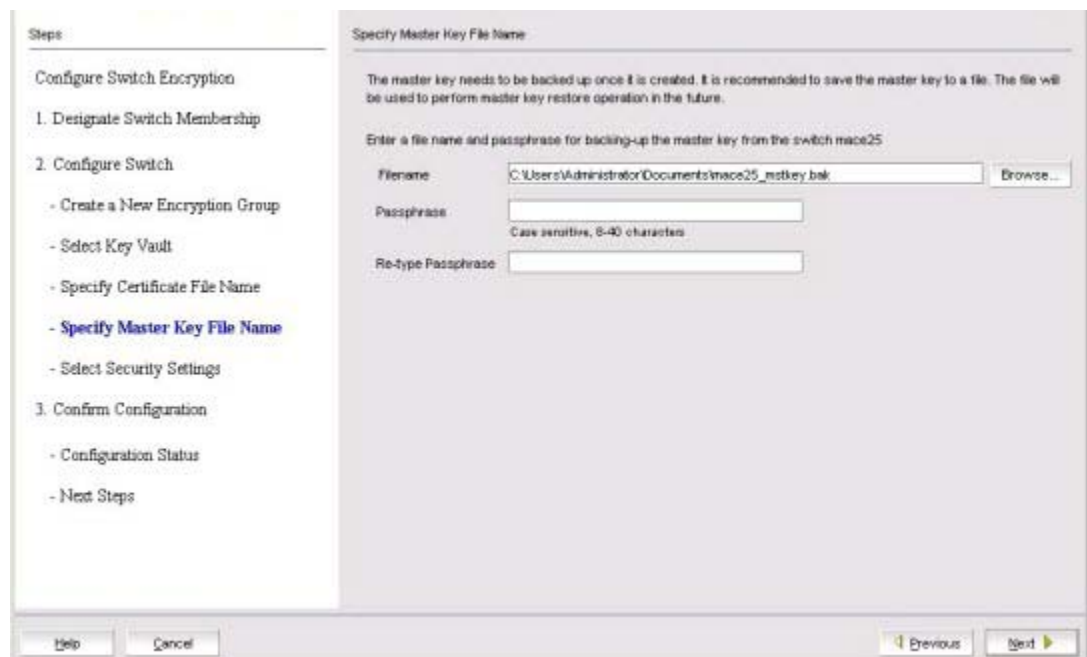 Steps
Configure Switch Encryption
1. Designate Switch Membership
2. Configure Switch
- Create a New Encryption Group
- Select Key Vault
- Specify Certificate File Name
- Specify Master Key File Name
- Select Security Settings
3. Confirm Configuration
- Configuration Status
- Next Steps
Specify Master Key File Name
The master key needs to be backed up once it is created. It is recommended to save the master key to a file. The file will
be used to perform master key restore operation in the future.
Enter a file name and passphrase for backing-up the master key from the switch mace25
Filename C:\Users\Administrator\Documents\mace25_mstkey.bak Browse...
Passphrase
Case sensitive, 8-40 characters
Re-type Passphrase
Help Cancel Previous Next